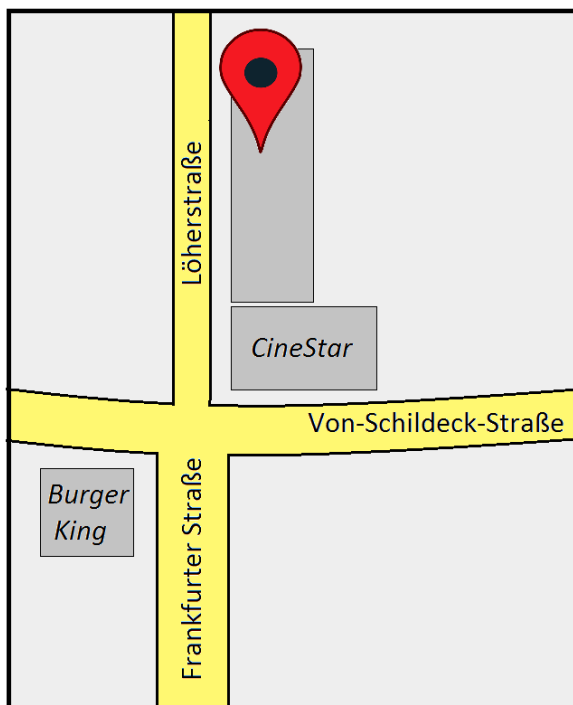 Löherstraße
CineStar
Von-Schildeck-Straße
Burger
King
Frankfurter Straße